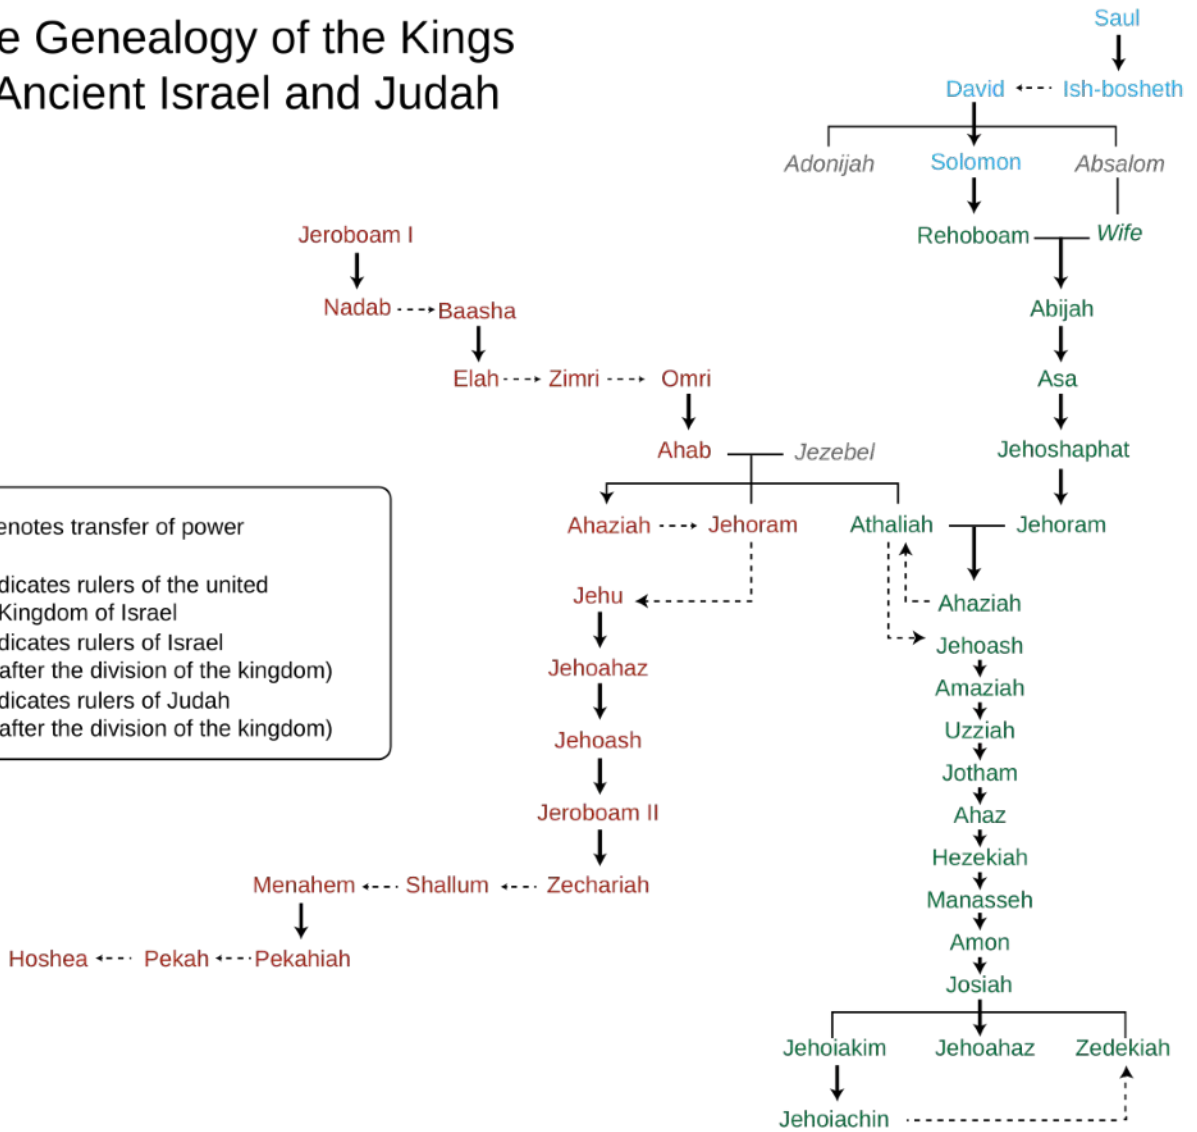 e Genealogy of the Kings
Ancient Israel and Judah
Saul
David Ish-bosheth
Adonijah Solomon Absalom
Jeroboam I Rehoboam Wife
Nadab Baasha Abijah
Elah Zimri Omri Asa
Ahab Jezebel Jehoshaphat
Ahaziah Jehoram Athaliah Jehoram
enotes transfer of power
dicates rulers of the united
Kingdom of Israel
dicates rulers of Israel
after the division of the kingdom)
dicates rulers of Judah
after the division of the kingdom)
Jehu Ahaziah
Jehoash
Jehoahaz
Amaziah
Uzziah
Jehoash
Jotham
Jeroboam II Ahaz
Hezekiah
Menahem Shallum Zechariah
Manasseh
Amon
Hoshea Pekah Pekahiah
Josiah
Jehoiakim Jehoahaz Zedekiah
Jehoiachin